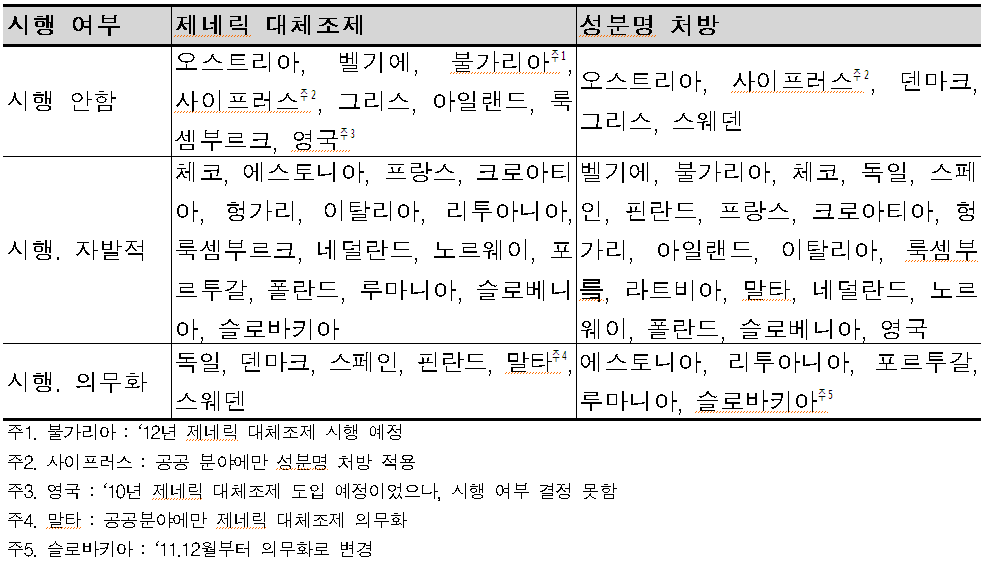 시행 여부 제네릭 대체조제 성분명 처방
시행 안함
오스트리아, 벨기에, 불가리아주1,
사이프러스주2, 그리스, 아일랜드, 룩
셈부르크, 영국주3
오스트리아, 사이프러스주2, 덴마크,
그리스, 스웨덴
시행. 자발적
체코, 에스토니아, 프랑스, 크로아티
아, 헝가리, 이탈리아, 리투아니아,
룩셈부르크, 네덜란드, 노르웨이, 포
르투갈, 폴란드, 루마니아, 슬로베니
아, 슬로바키아
벨기에, 불가리아, 체코, 독일, 스페
인, 핀란드, 프랑스, 크로아티아, 헝
가리, 아일랜드, 이탈리아, 룩셈부
륵, 라트비아, 말타, 네덜란드, 노르
웨이, 폴란드, 슬로베니아, 영국
시행. 의무화
독일, 덴마크, 스페인, 핀란드, 말타주4,
스웨덴
에스토니아, 리투아니아, 포르투갈,
루마니아, 슬로바키아주5
주1. 불가리아 : ‘12년 제네릭 대체조제 시행 예정
주2. 사이프러스 : 공공 분야에만 성분명 처방 적용
주3. 영국 : ‘10년 제네릭 대체조제 도입 예정이었으나, 시행 여부 결정 못함
주4. 말타 : 공공분야에만 제네릭 대체조제 의무화
주5. 슬로바키아 : ‘11.12월부터 의무화로 변경